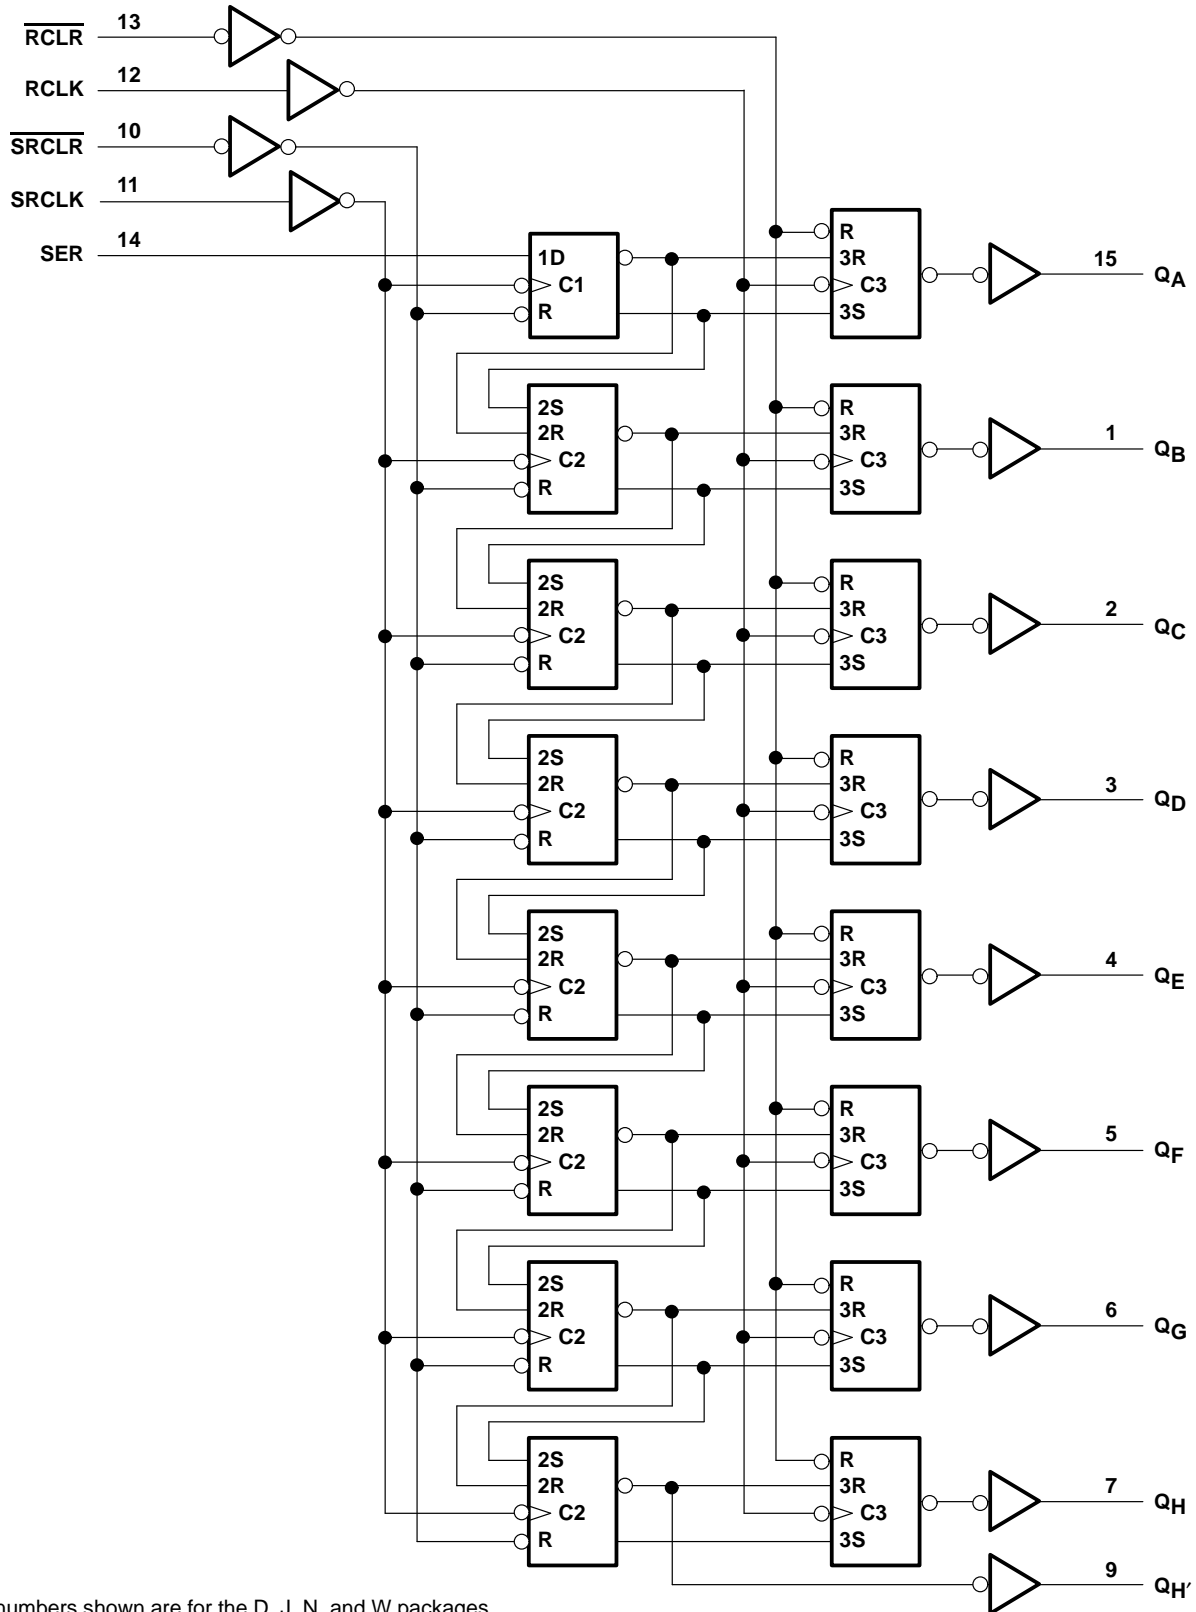 RCLR 13
RCLK 12
SRCLR 10
SRCLK 11
SER 14
1D
C1
R
R
3R
C3
3S
15 QA
2S
2R
C2
R
R
3R
C3
3S
1 QB
2S
2R
C2
R
R
3R
C3
3S
2 QC
2S
2R
C2
R
R
3R
C3
3S
3 QD
2S
2R
C2
R
R
3R
C3
3S
4 QE
2S
2R
C2
R
R
3R
C3
3S
5 QF
2S
2R
C2
R
R
3R
C3
3S
6 QG
2S
2R
C2
R
R
3R
C3
3S
7 QH
9 QH′
numbers shown are for the D, J, N, and W packages